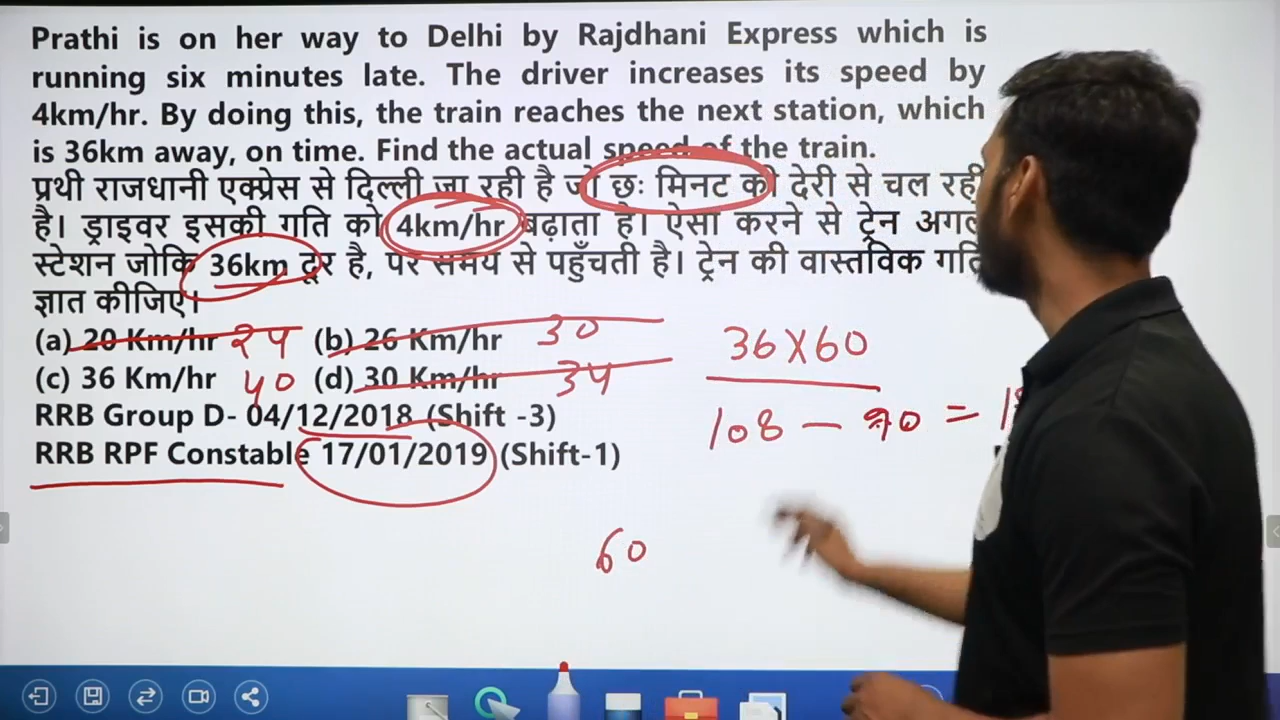 Prathi is on her way to Delhi by Rajdhani Express which is
running six minutes late. The driver increases its speed by
4km/hr. By doing this, the train reaches the next station, which
is 36km away, on time. Find the actual speed of the train.
प्रथी राजधानी एक्प्रेस से दिल्ली जा रही है जो छः मिनट की देरी से चल रही
है। ड्राइवर इसकी गति को 4km/hr बढ़ाता है। ऐसा करने से ट्रेन अगले
स्टेशन जोकि 36km दूर है, पर समय से पहुँचती है। ट्रेन की वास्तविक गति
ज्ञात कीजिए।
(a) 20 Km/hr 24 (b) 26 Km/hr 30
(c) 36 Km/hr 40 (d) 30 Km/hr 34
RRB Group D- 04/12/2018 (Shift -3)
RRB RPF Constable 17/01/2019 (Shift-1)
36X60
108 - 90 =
60